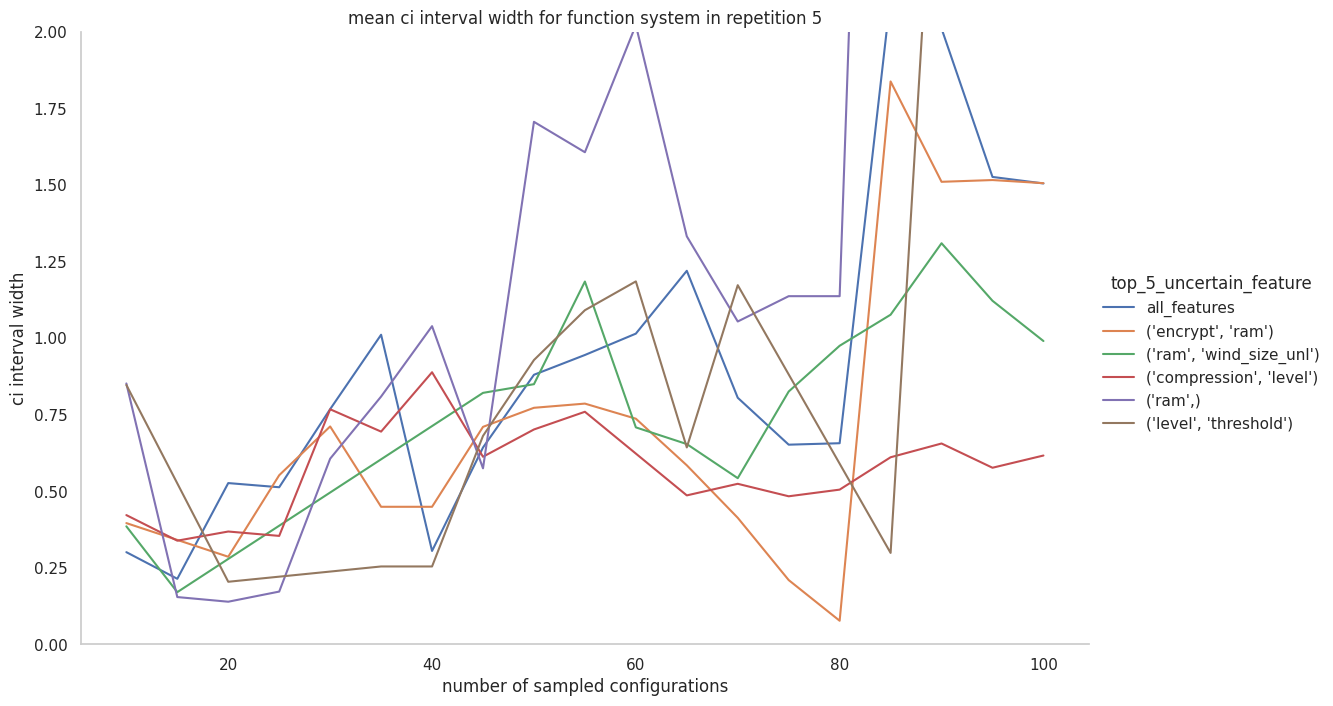 mean ci interval width for function system in repetition 5
2.00
1.75
1.50
1.25
1.00
0.75
0.50
0.25
0.00
ci interval width
20
40
60
80
100
number of sampled configurations
top_5_uncertain_feature
all_features
('encrypt', 'ram')
('ram', 'wind_size_unl')
('compression', 'level')
('ram',)
('level', 'threshold')